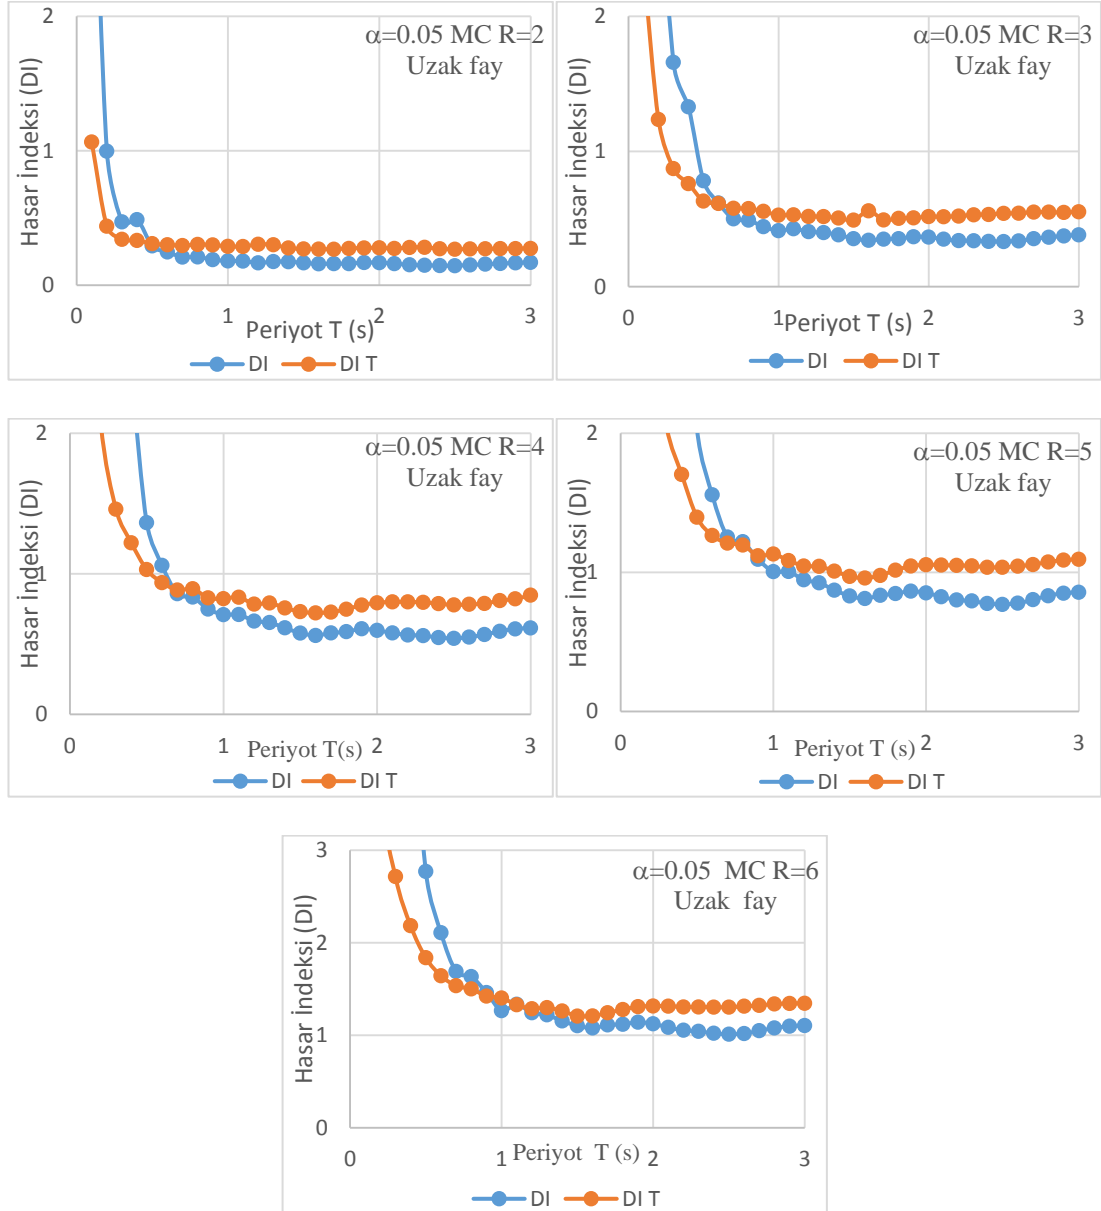 α=0.05 MC R=2
Uzak fay
Hasar İndeksi (DI)
2
1
0
0 1 2 3
Periyot T (s)
DI DI T
α=0.05 MC R=3
Uzak fay
Hasar İndeksi (DI)
2
1
0
0 1 2 3
Periyot T (s)
DI DI T
α=0.05 MC R=4
Uzak fay
Hasar indeksi (DI)
2
1
0
0 1 2 3
Periyot T(s)
DI DI T
α=0.05 MC R=5
Uzak fay
Hasar indeksi (DI)
2
1
0
0 1 2 3
Periyot T (s)
DI DI T
α=0.05 MC R=6
Uzak fay
Hasar indeksi (DI)
3
2
1
0
0 1 2 3
Periyot T (s)
DI DI T